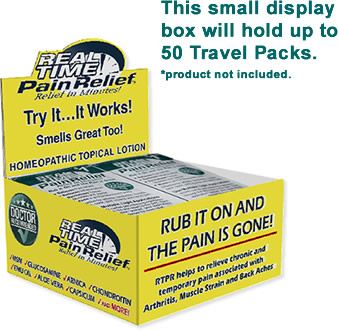 This small display
box will hold up to
50 Travel Packs.
*product not included.
REAL
TIME
Pain Relief
Relief in Minutes!
Try It...It Works!
Smells Great Too!
HOMEOPATHIC TOPICAL LOTION
DOCTOR
RECOMMENDED
REAL
TIME
Pain Relief
Relief in Minutes!
MSM √GLUCOSAMINE √ARNICA √CHONDROITIN
√EMU OIL √ALOE VERA √CAPSICUM √AND MORE!
RUB IT ON AND
THE PAIN IS GONE!
RTPR helps to relieve chronic and
temporary pain associated with
Arthritis, Muscle Strain and Back Aches